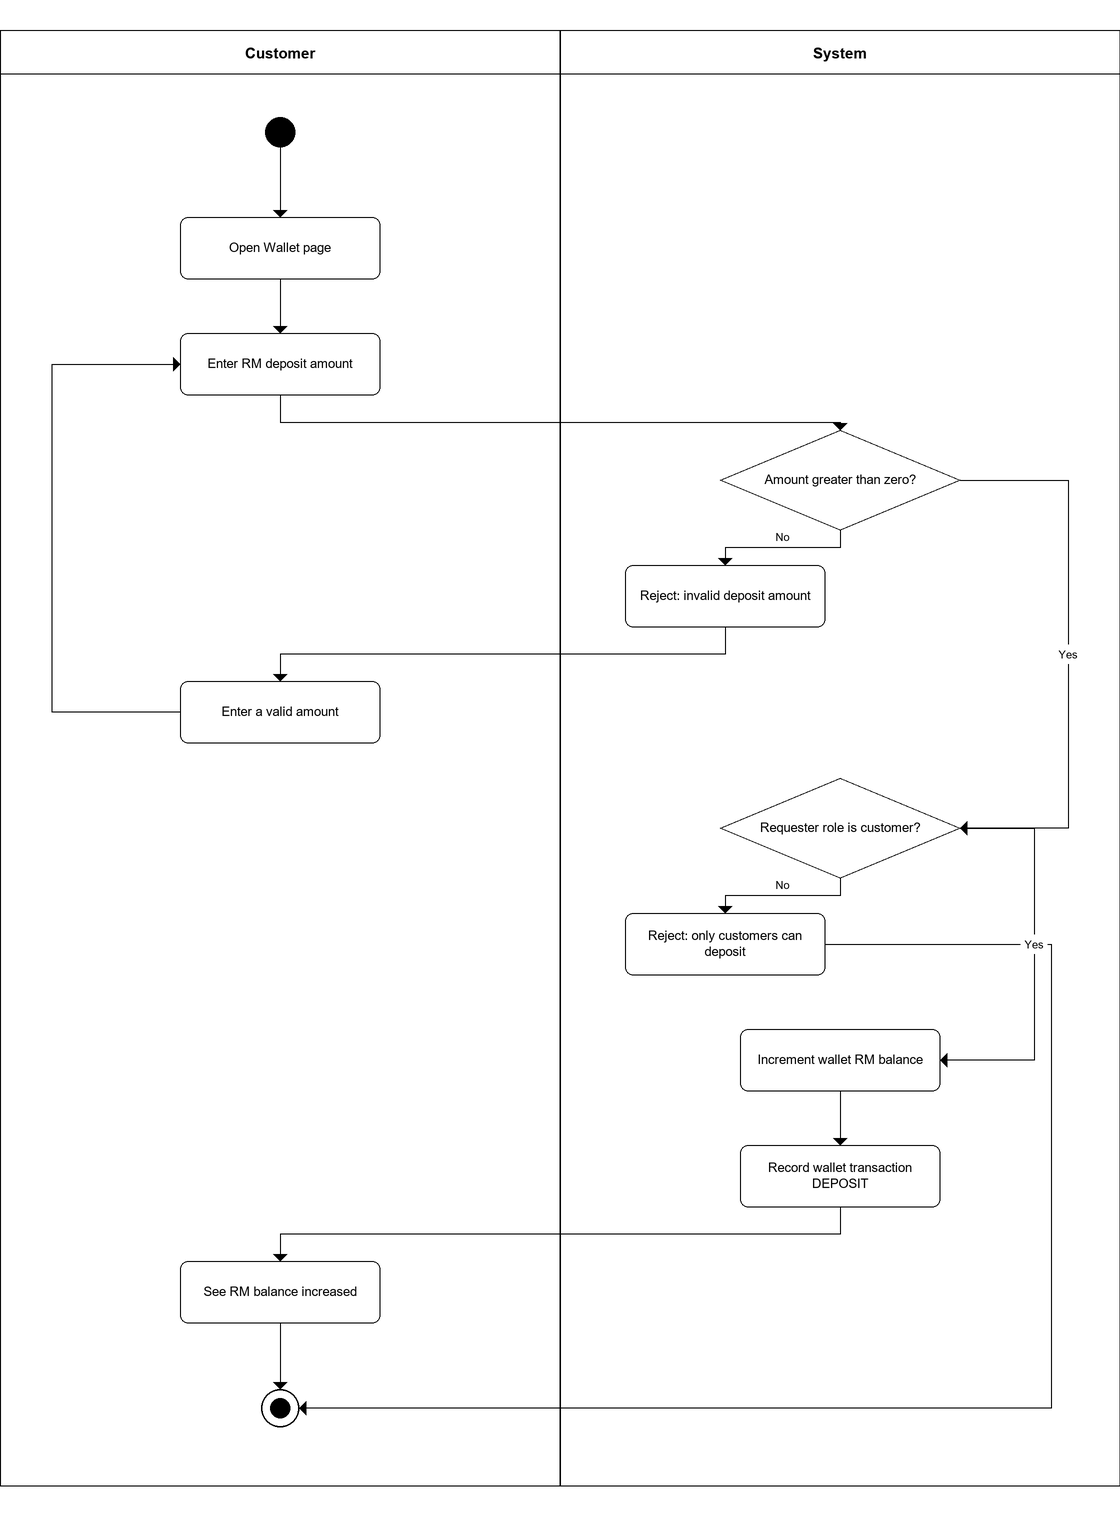 Customer
System
Open Wallet page
Enter RM deposit amount
Amount greater than zero?
No
Reject: invalid deposit amount
Yes
Enter a valid amount
Requester role is customer?
No
Reject: only customers can
deposit
Yes
Increment wallet RM balance
Record wallet transaction
DEPOSIT
See RM balance increased